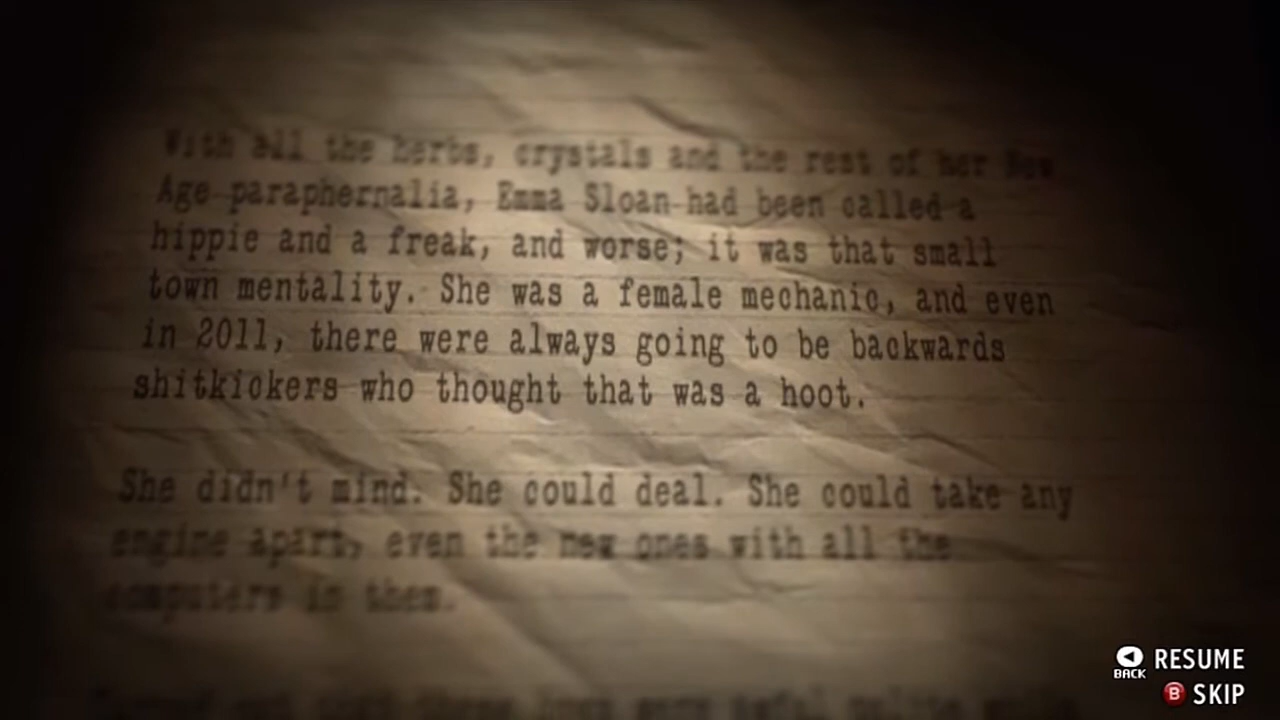 With all the herbs, crystals and the rest of her New
Age paraphernalia, Emma Sloan had been called a
hippie and a freak, and worse; it was that small
town mentality. She was a female mechanic, and even
in 2011, there were always going to be backwards
shitkickers who thought that was a hoot.
She didn't mind. She could deal. She could take any
engine apart, even the new ones with all the
computers in them.
BACK RESUME
B SKIP